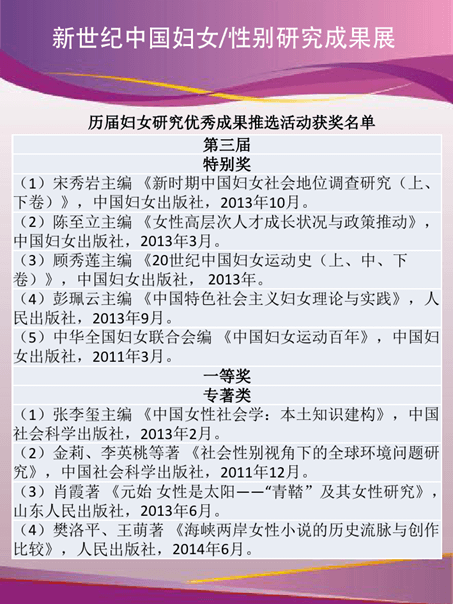 新世纪中国妇女/性别研究成果展
历届妇女研究优秀成果推选活动获奖名单
第三届
特别奖
（1）宋秀岩主编 《新时期中国妇女社会地位调查研究（上、
下卷）》，中国妇女出版社，2013年10月。
（2）陈至立主编 《女性高层次人才成长状况与政策推动》，
中国妇女出版社，2013年3月。
（3）顾秀莲主编 《20世纪中国妇女运动史（上、中、下
卷）》，中国妇女出版社， 2013年。
（4）彭珮云主编 《中国特色社会主义妇女理论与实践》，人
民出版社，2013年9月。
（5）中华全国妇女联合会编 《中国妇女运动百年》，中国妇
女出版社，2011年3月。
一等奖
专著类
（1）张李玺主编 《中国女性社会学：本土知识建构》，中国
社会科学出版社，2013年2月。
（2）金莉、李英桃等著 《社会性别视角下的全球环境问题研
究》，中国社会科学出版社，2011年12月。
（3）肖霞著 《元始 女性是太阳——“青鞜”及其女性研究》，
山东人民出版社，2013年6月。
（4）樊洛平、王萌著 《海峡两岸女性小说的历史流脉与创作
比较》，人民出版社，2014年6月。